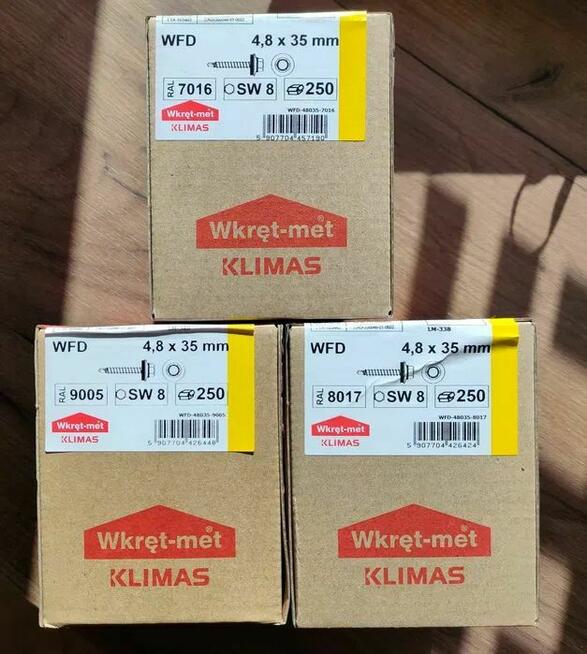 WFD 4,8 x 35 mm
RAL 7016 SW 8 250
WFD-48035-7016
Wkręt-met
KLIMAS
5 907704 457190
Wkręt-met®
KLIMAS
WFD 4,8 x 35 mm
RAL 9005 SW 8 250
WFD-48035-9005
Wkręt-met
KLIMAS
5 907704 426448
Wkręt-met®
KLIMAS
LM-338
WFD 4,8 x 35 mm
RAL 8017 SW 8 250
WFD-48035-8017
Wkręt-met
KLIMAS
5 907704 426424
Wkręt-met®
KLIMAS